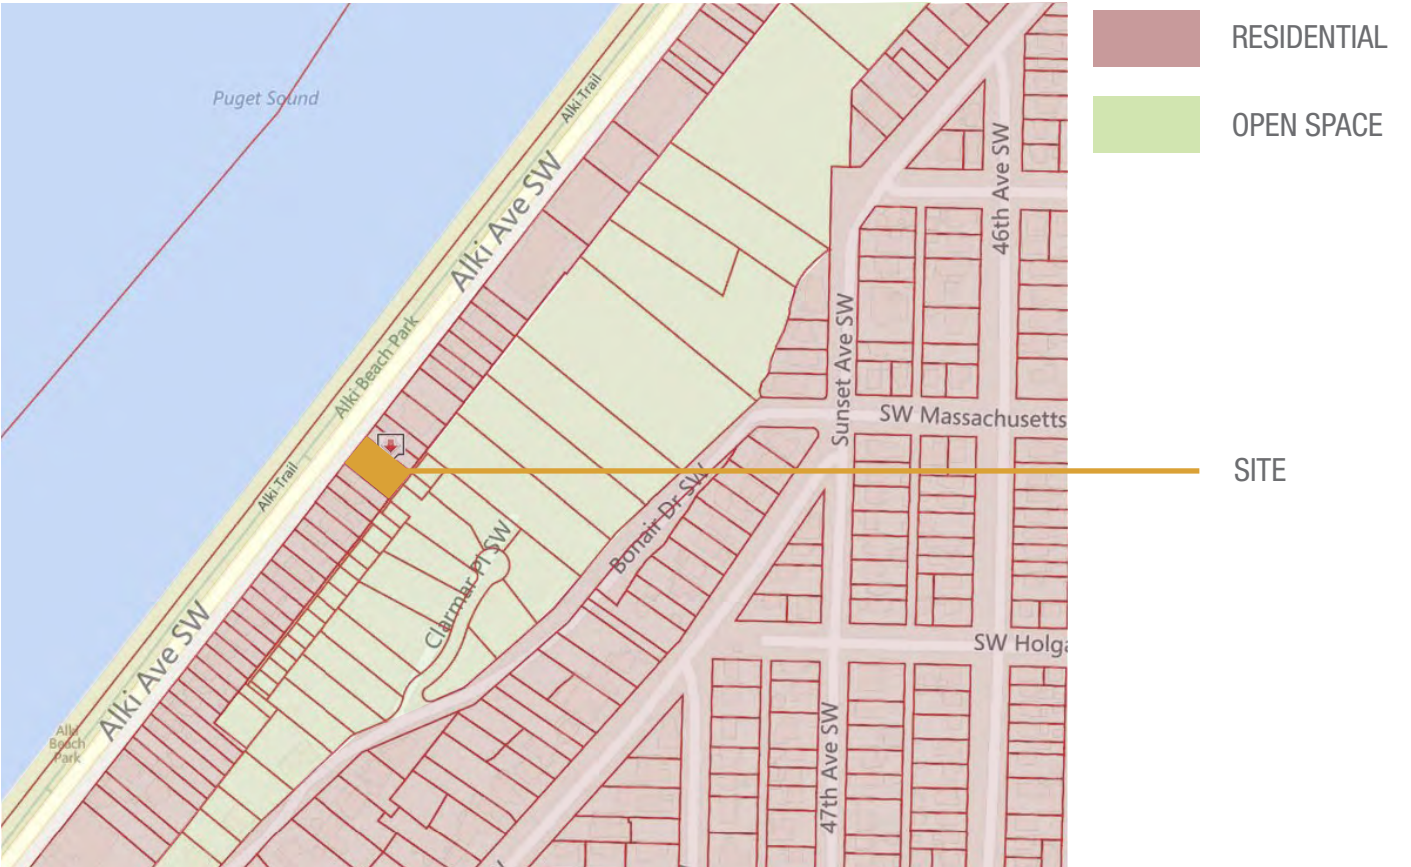 RESIDENTIAL
OPEN SPACE
SITE
Puget Sound
Alki Trail
Alki Ave SW
46th Ave SW
Alki Beach Park
Sunset Ave SW
SW Massachusetts
Alki Trail
Bonair Dr SW
Clarmar Pl SW
Alki Ave SW
SW Holga
47th Ave SW
Alki
Beach
Park